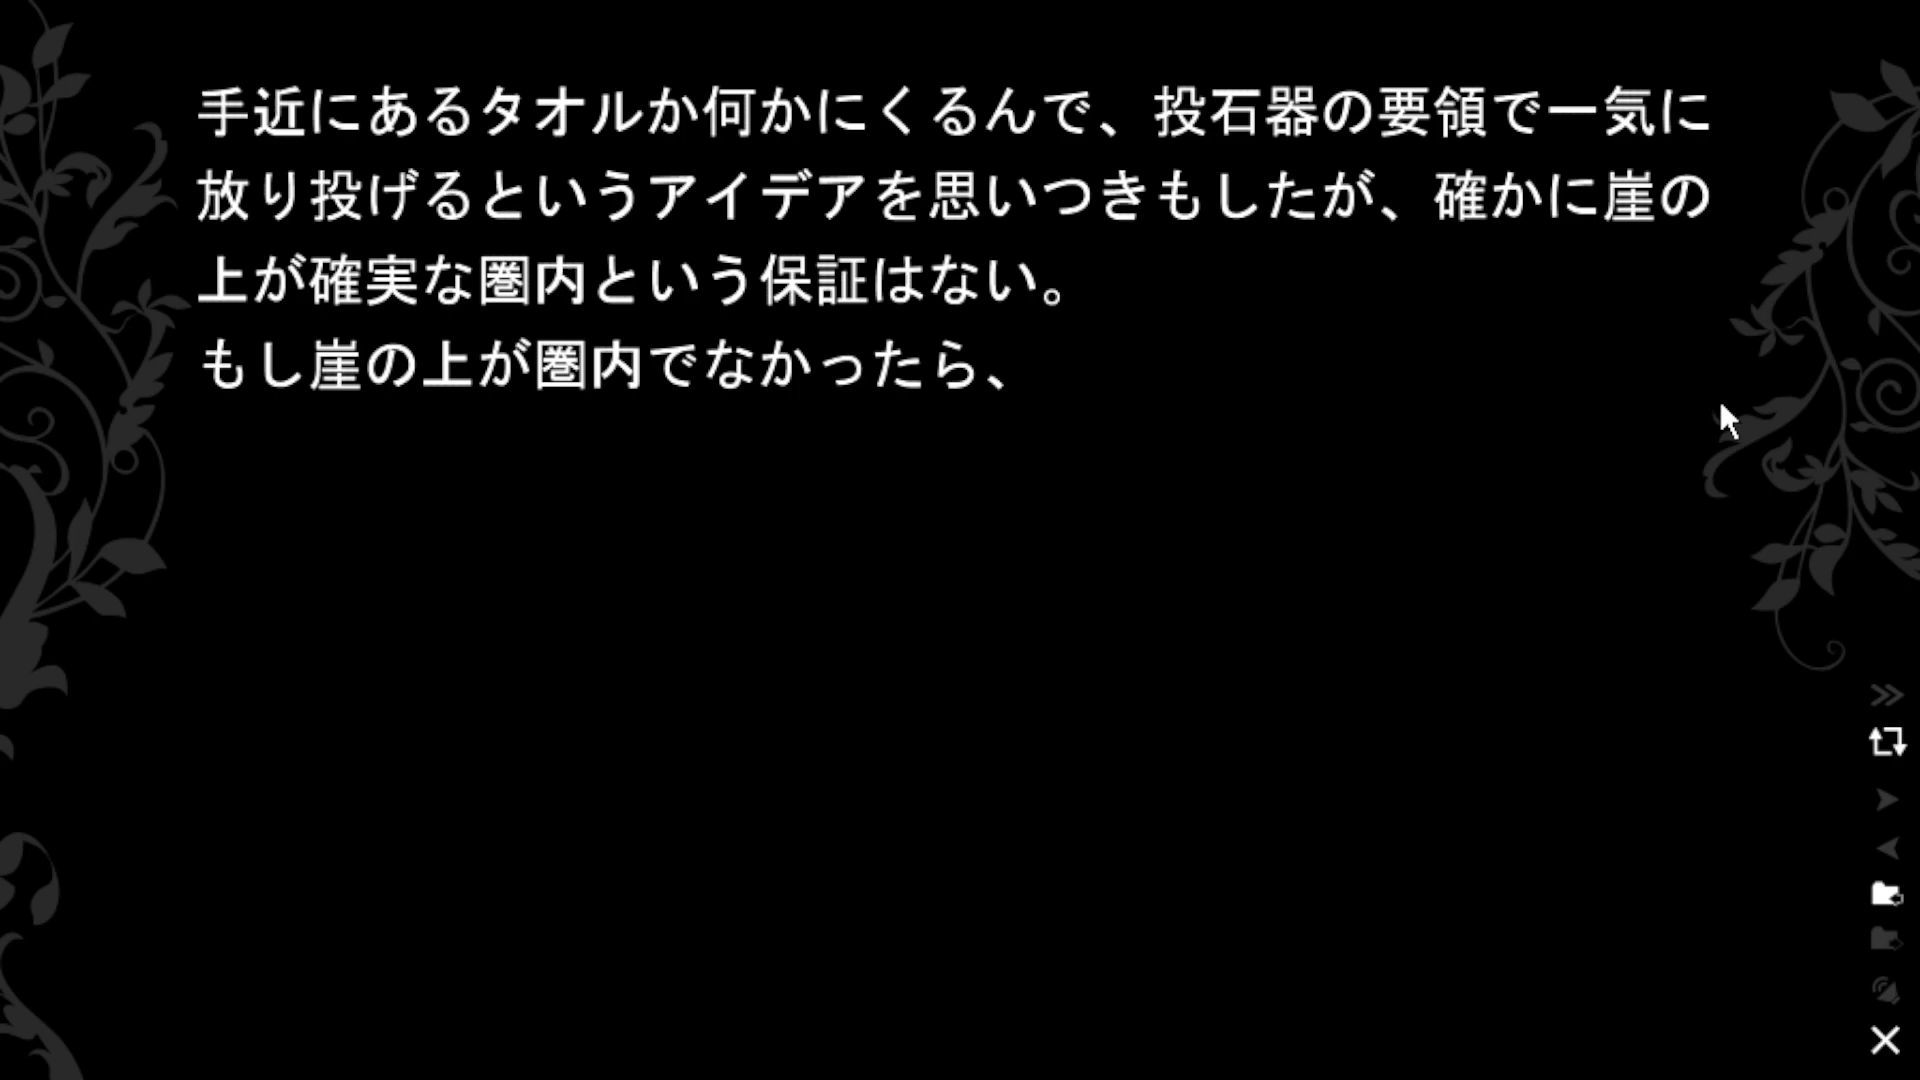 手近にあるタオルか何かにくるんで、投石器の要領で一気に
放り投げるというアイデアを思いつきもしたが、確かに崖の
上が確実な圏内という保証はない。
もし崖の上が圏内でなかったら、